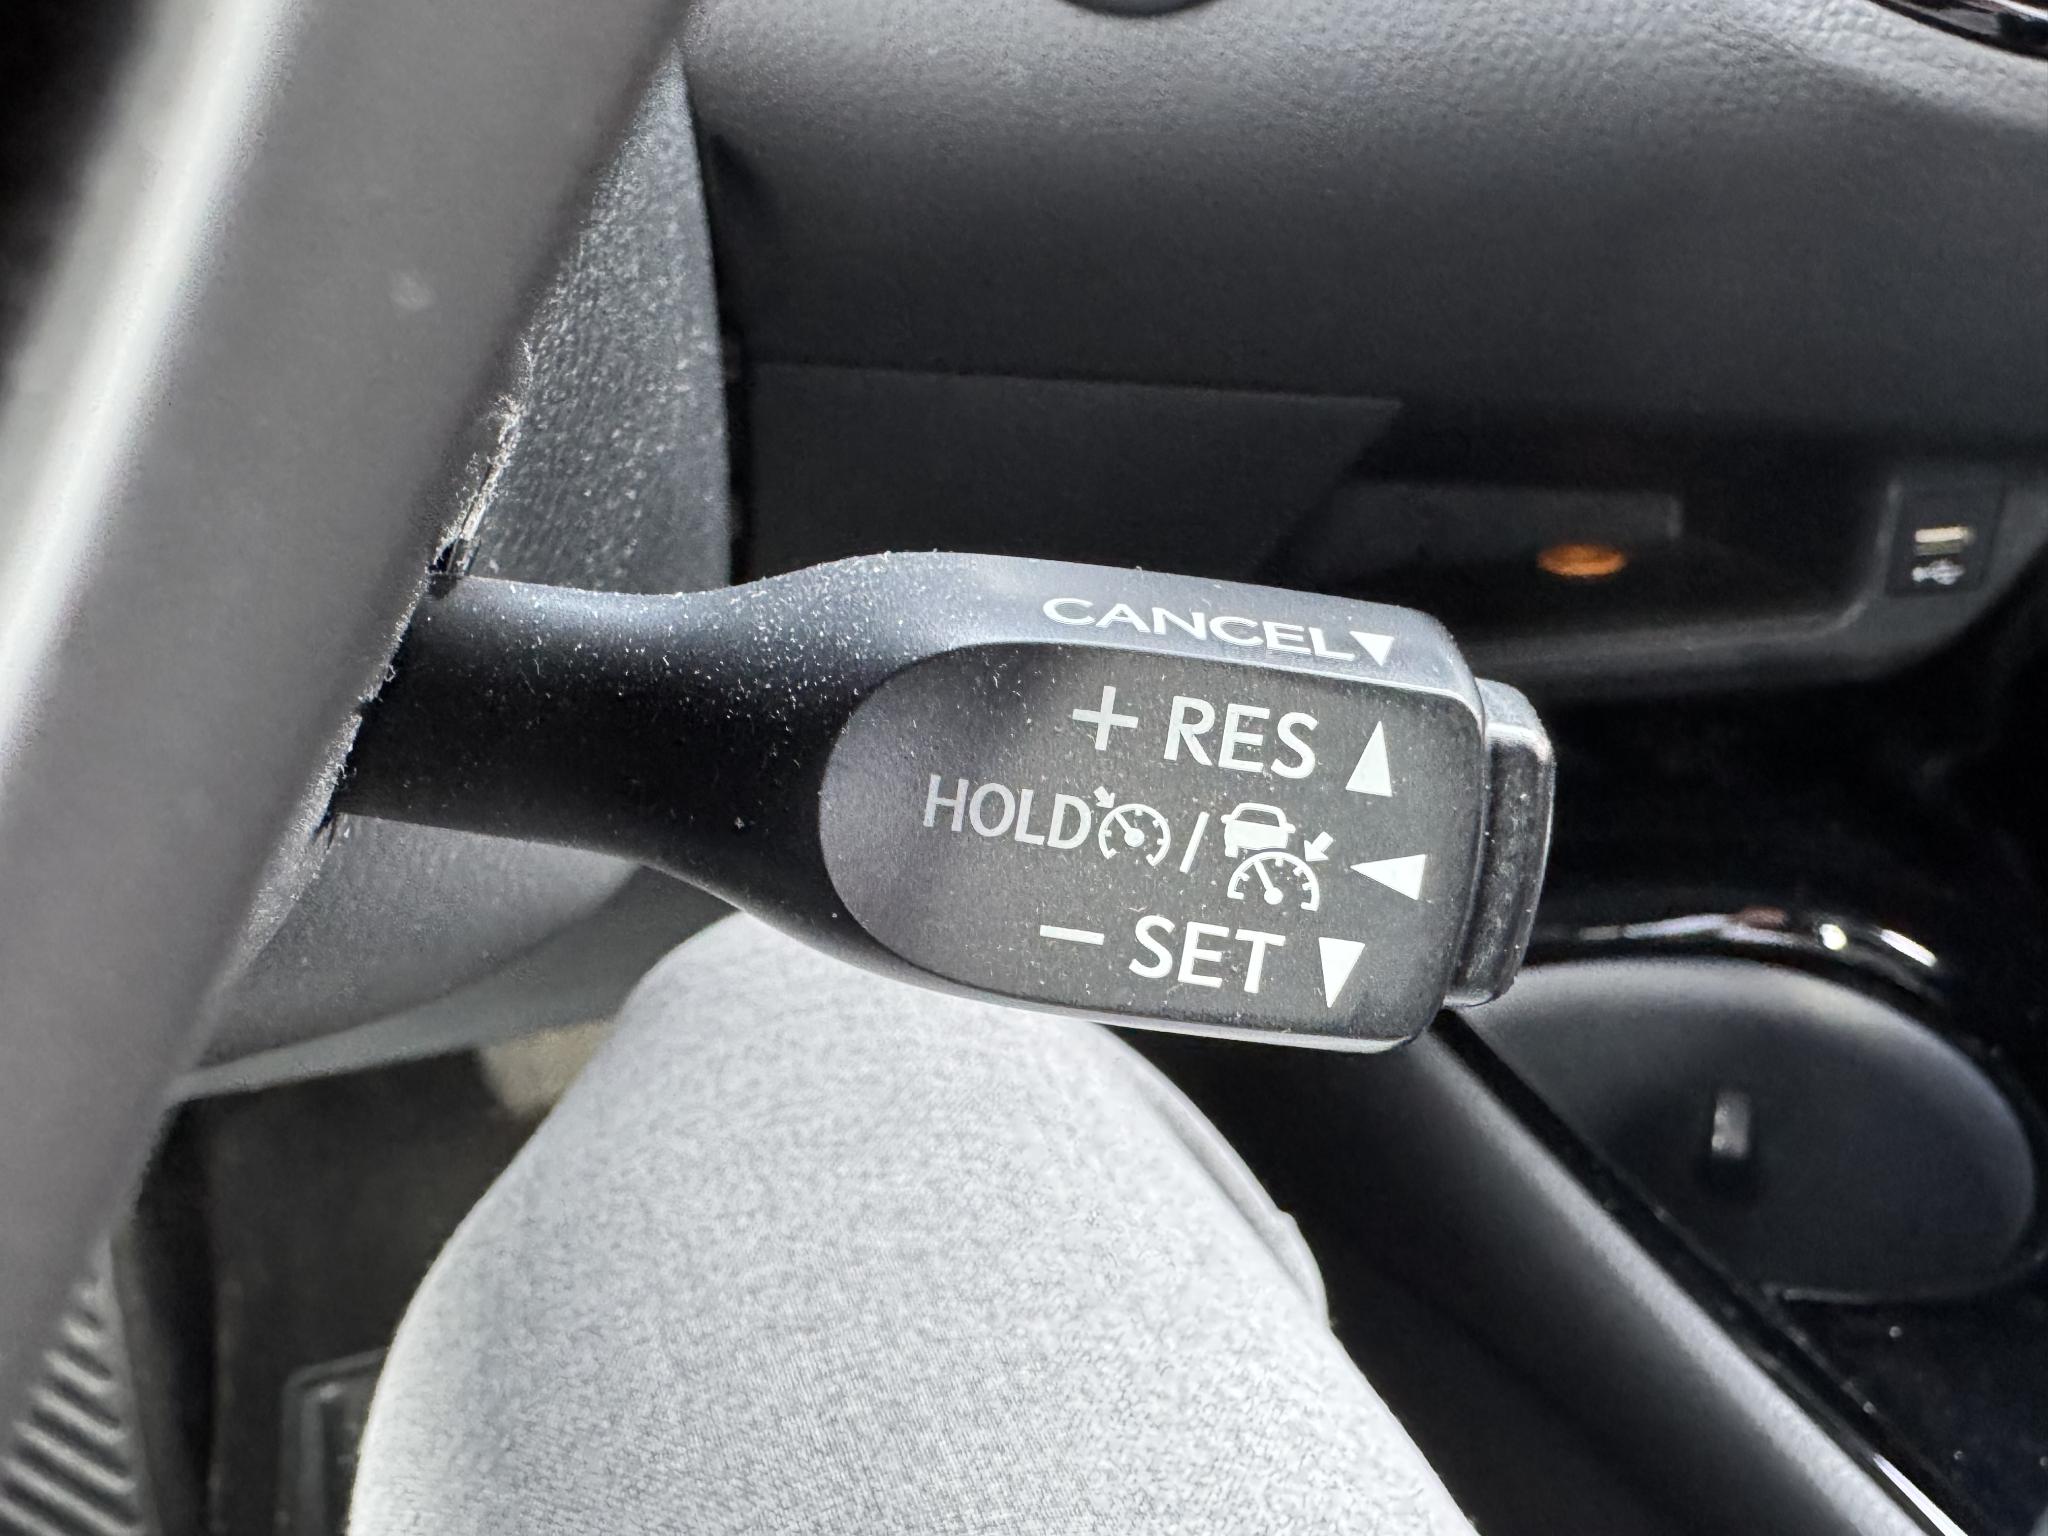 CANCEL▼
+ RES ▲
HOLD / ◀
− SET ▼